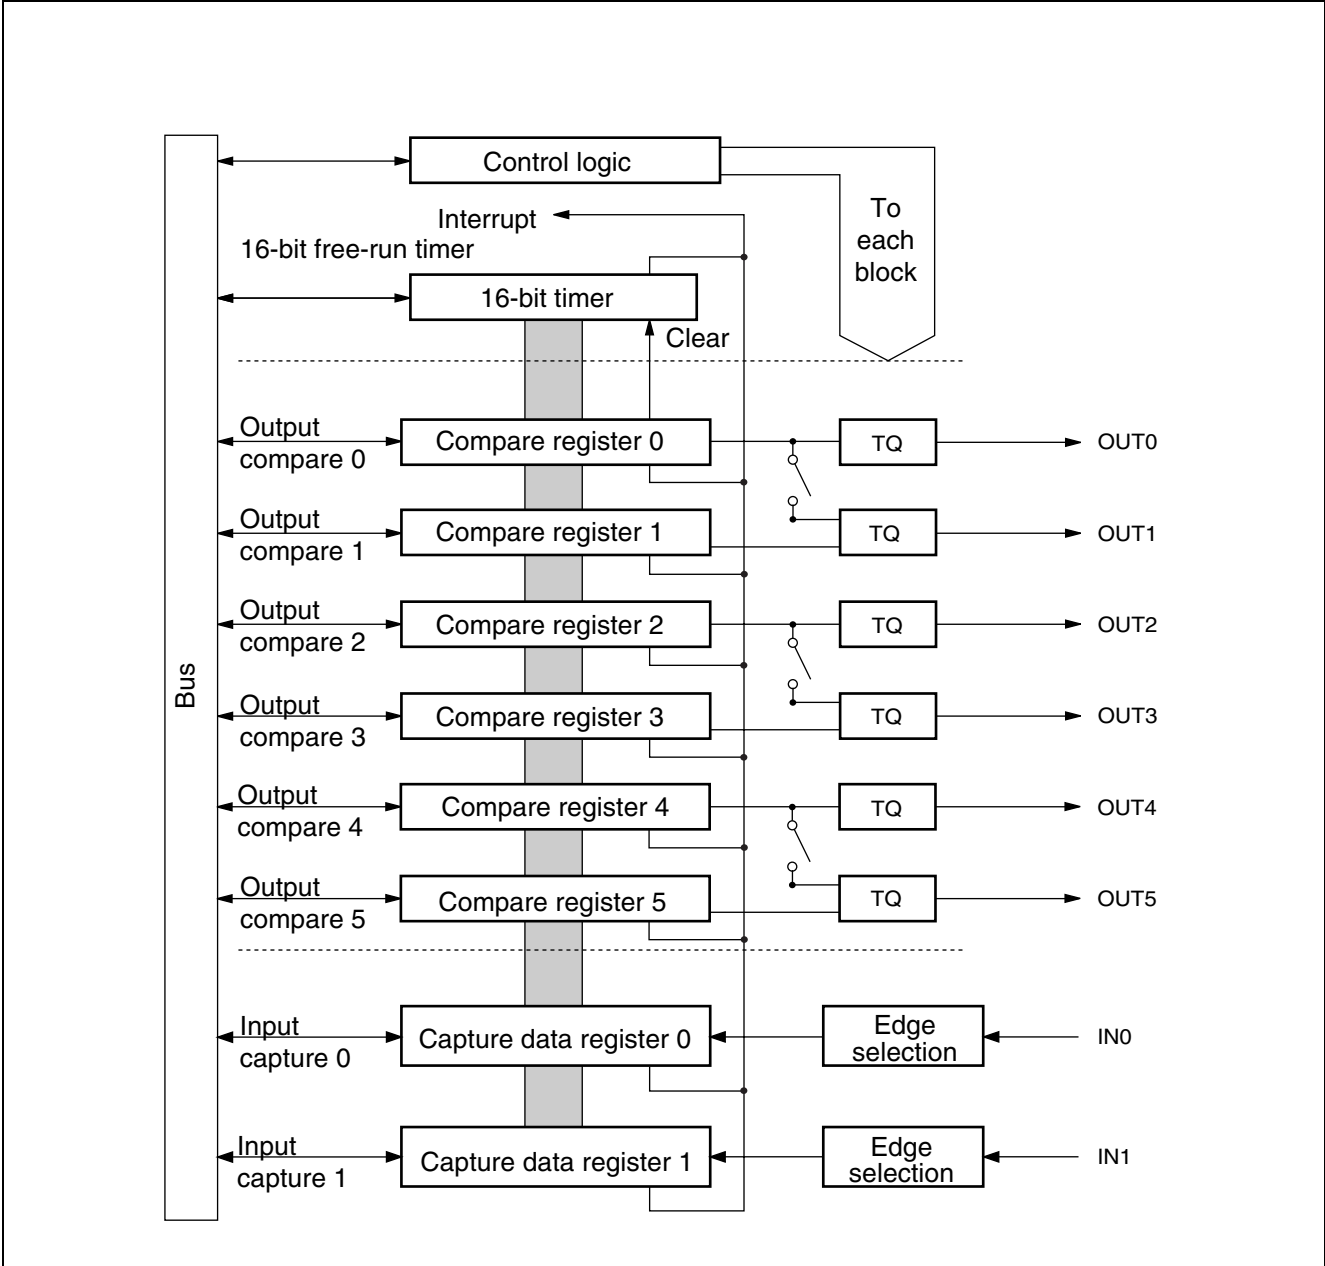 Control logic
To
each
block
Interrupt
16-bit free-run timer
16-bit timer
Clear
Output
compare 0
Compare register 0
TQ
OUT0
Output
compare 1
Compare register 1
TQ
OUT1
Output
compare 2
Compare register 2
TQ
OUT2
Bus
Output
compare 3
Compare register 3
TQ
OUT3
Output
compare 4
Compare register 4
TQ
OUT4
Output
compare 5
Compare register 5
TQ
OUT5
Input
capture 0
Capture data register 0
Edge
selection
IN0
Input
capture 1
Capture data register 1
Edge
selection
IN1